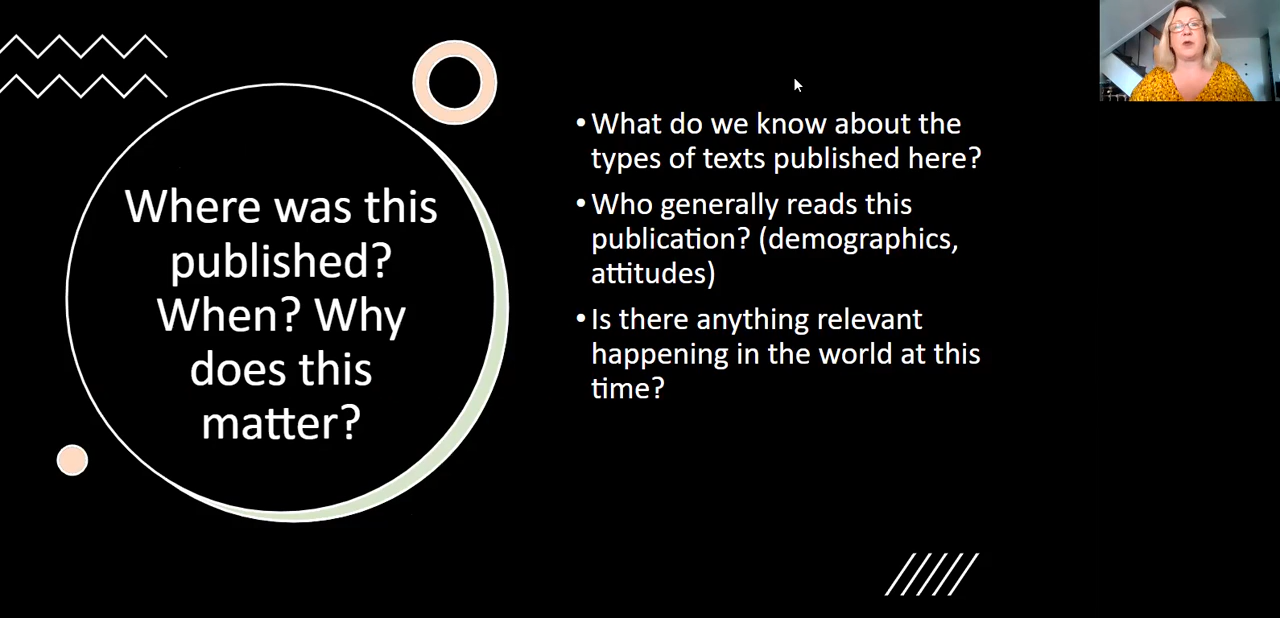 Where was this
published?
When? Why
does this
matter?
• What do we know about the
types of texts published here?
• Who generally reads this
publication? (demographics,
attitudes)
• Is there anything relevant
happening in the world at this
time?